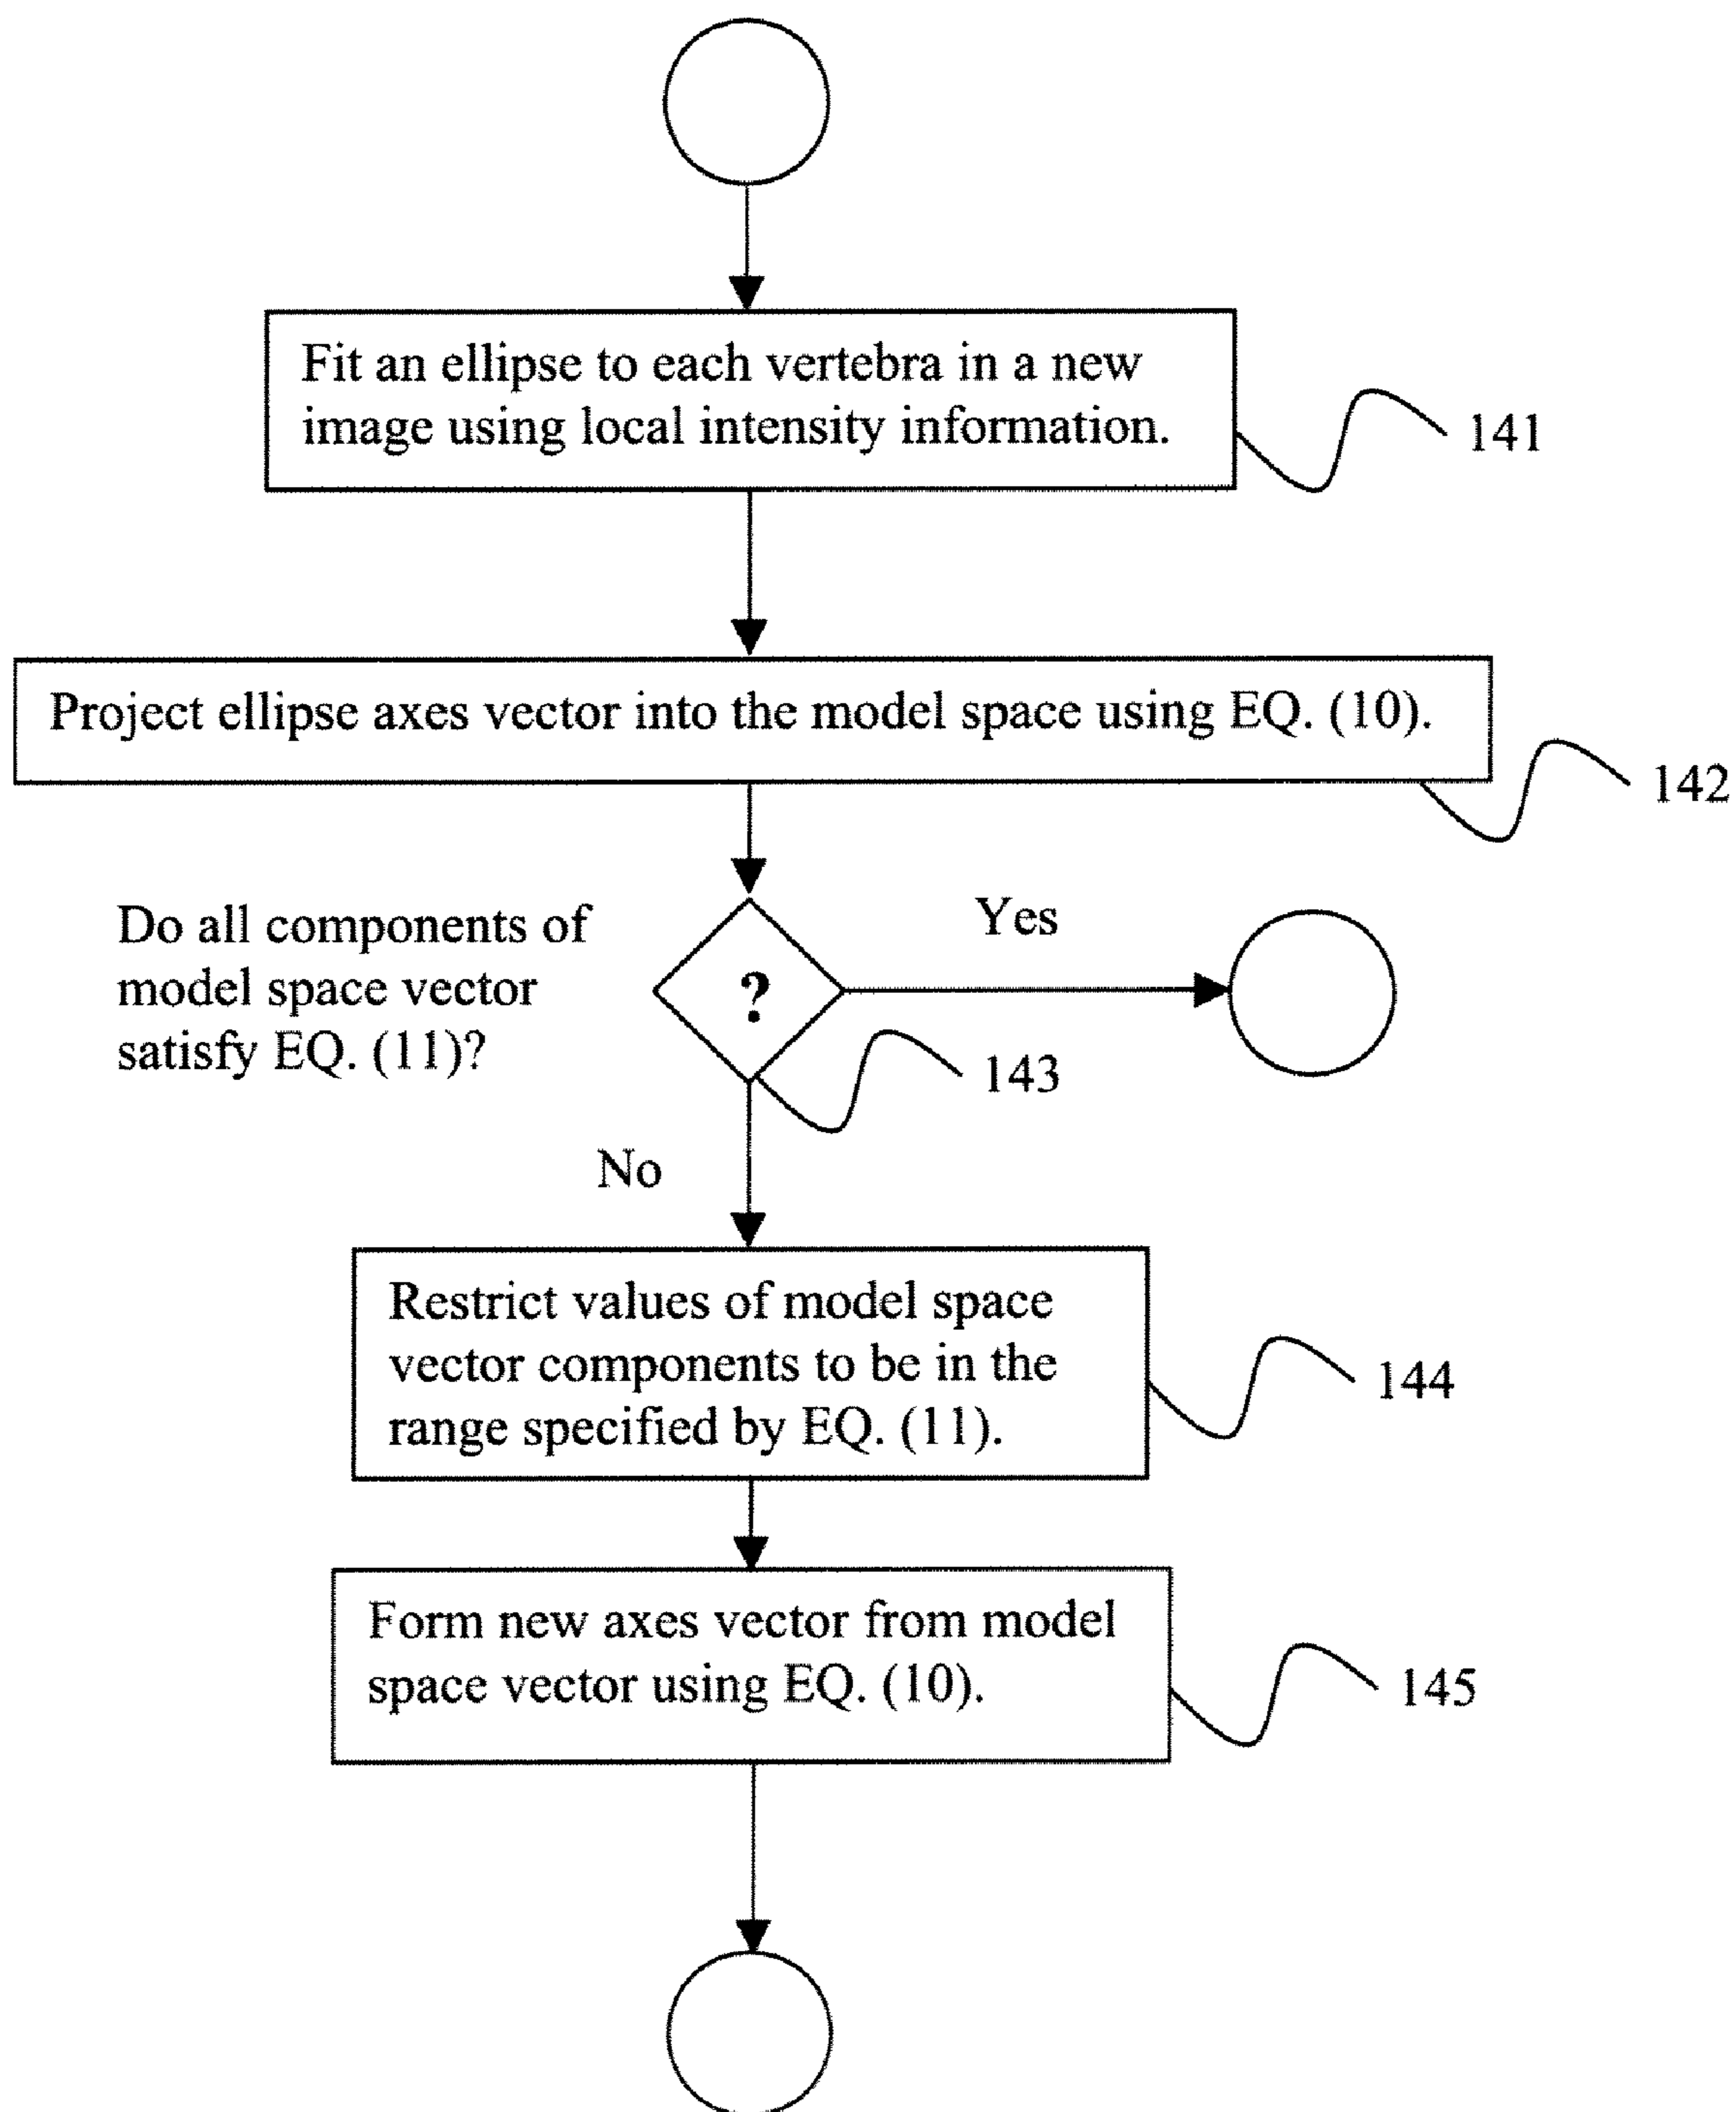 Fit an ellipse to each vertebra in a new
image using local intensity information.
141
Project ellipse axes vector into the model space using EQ. (10).
142
Do all components of
model space vector
satisfy EQ. (11)?
?
Yes
143
No
Restrict values of model space
vector components to be in the
range specified by EQ. (11).
144
Form new axes vector from model
space vector using EQ. (10).
145